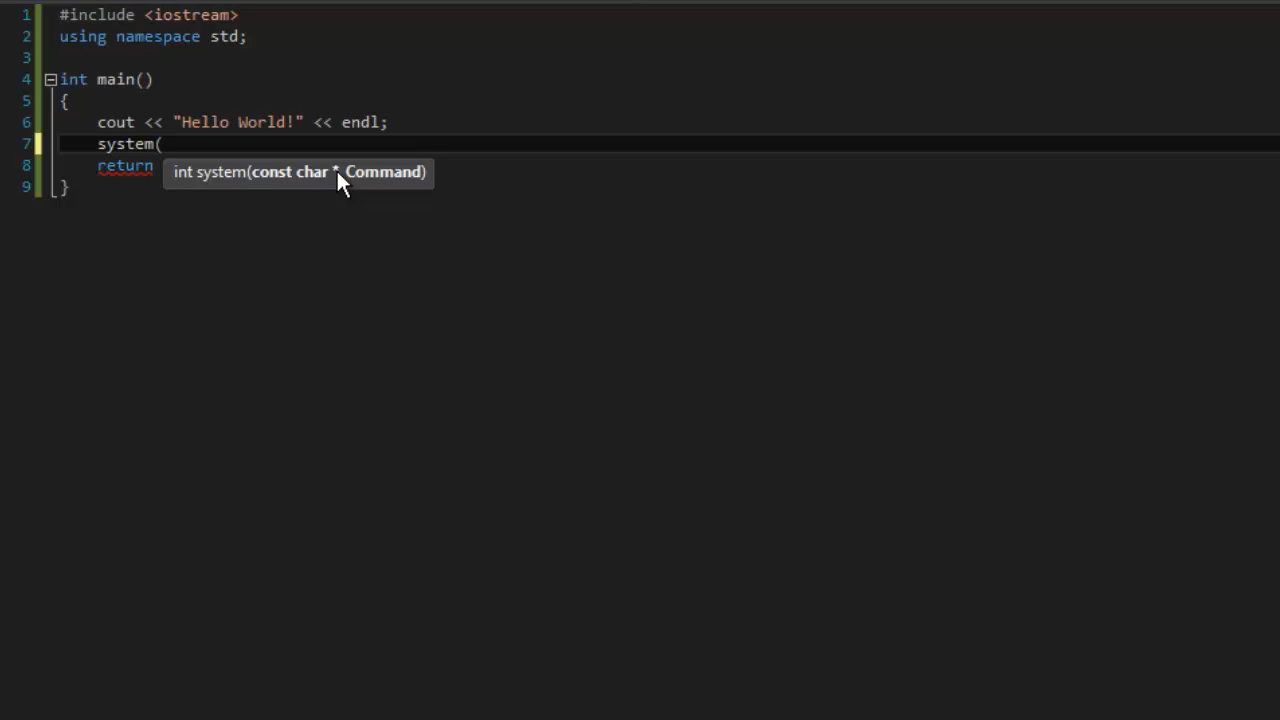 1 #include <iostream>
2 using namespace std;
3
4 int main()
5 {
6 cout << "Hello World!" << endl;
7 system(
8 return
int system(const char * Command)
9 }